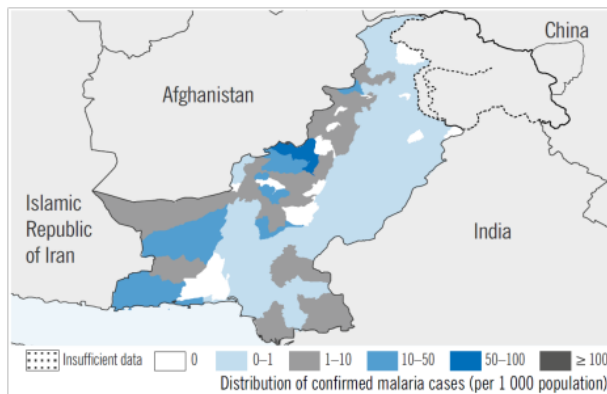 China
Afghanistan
Islamic
Republic
of Iran
India
Insufficient data 0 0–1 1–10 10–50 50–100 ≥ 100
Distribution of confirmed malaria cases (per 1 000 population)